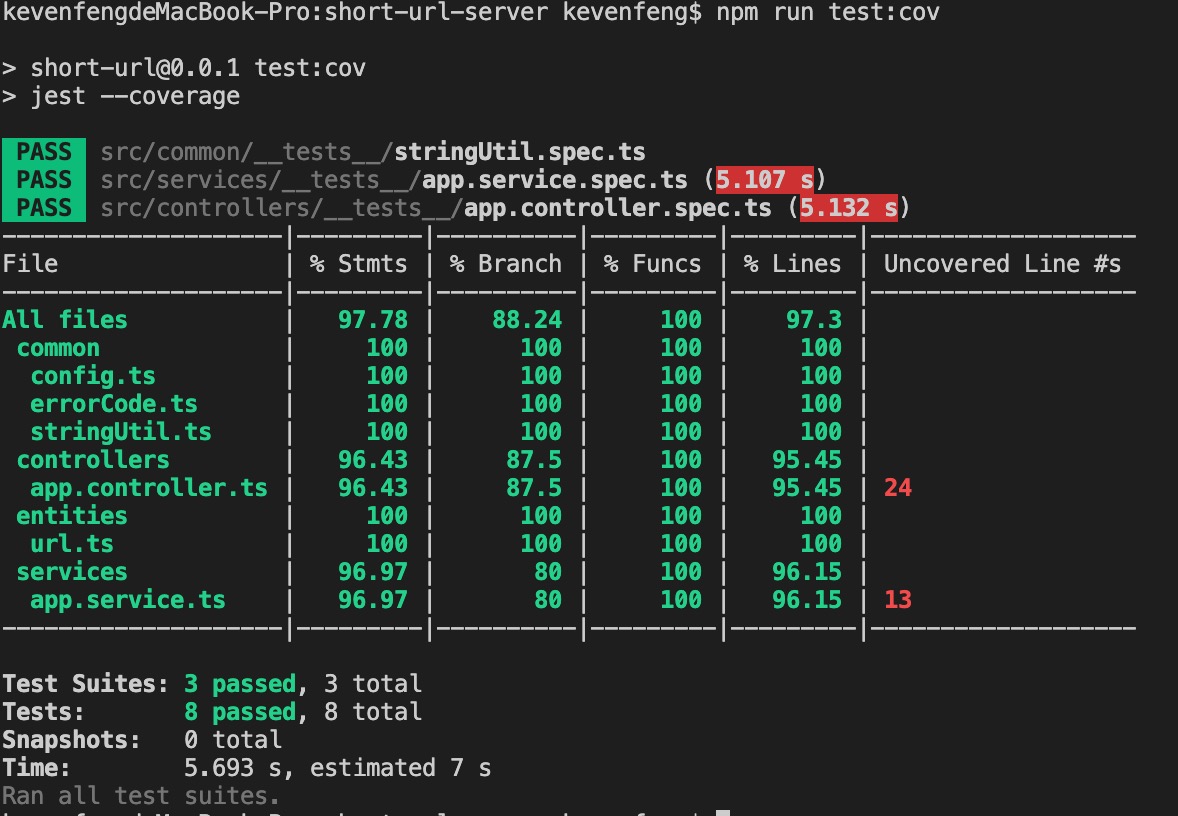 kevenfengdeMacBook-Pro:short-url-server kevenfeng$ npm run test:cov
> short-url@0.0.1 test:cov
> jest --coverage
PASS src/common/__tests__/stringUtil.spec.ts
PASS src/services/__tests__/app.service.spec.ts (5.107 s)
PASS src/controllers/__tests__/app.controller.spec.ts (5.132 s)
File | % Stmts | % Branch | % Funcs | % Lines | Uncovered Line #s
All files | 97.78 | 88.24 | 100 | 97.3 |
common | 100 | 100 | 100 | 100 |
config.ts | 100 | 100 | 100 | 100 |
errorCode.ts | 100 | 100 | 100 | 100 |
stringUtil.ts | 100 | 100 | 100 | 100 |
controllers | 96.43 | 87.5 | 100 | 95.45 |
app.controller.ts | 96.43 | 87.5 | 100 | 95.45 | 24
entities | 100 | 100 | 100 | 100 |
url.ts | 100 | 100 | 100 | 100 |
services | 96.97 | 80 | 100 | 96.15 |
app.service.ts | 96.97 | 80 | 100 | 96.15 | 13
Test Suites: 3 passed, 3 total
Tests: 8 passed, 8 total
Snapshots: 0 total
Time: 5.693 s, estimated 7 s
Ran all test suites.